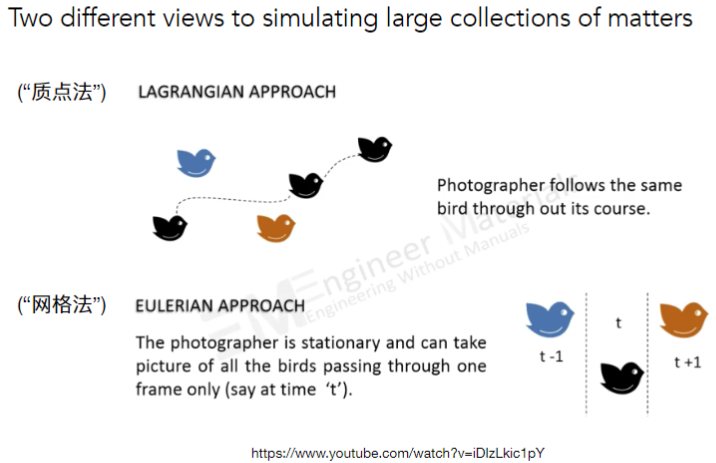 Two different views to simulating large collections of matters
(“质点法”) LAGRANGIAN APPROACH
Photographer follows the same
bird through out its course.
Engineer Materials
Engineering Without Manuals
(“网格法”) EULERIAN APPROACH
The photographer is stationary and can take
picture of all the birds passing through one
frame only (say at time ‘t’).
t -1
t
t +1
https://www.youtube.com/watch?v=iDIzLkic1pY